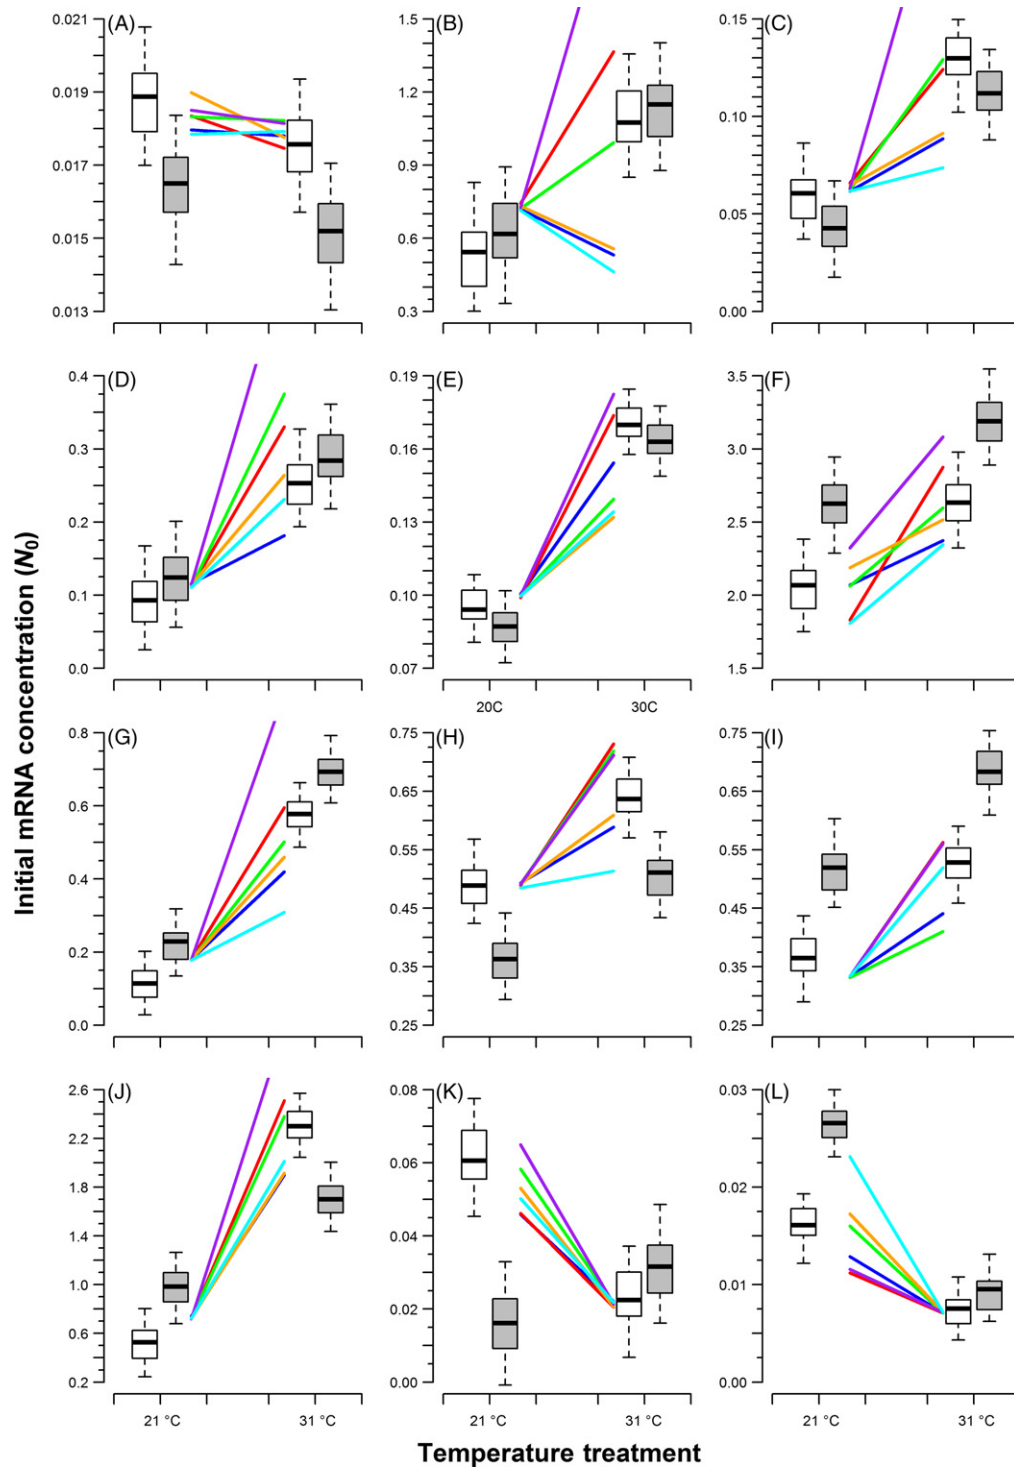 (A)
0.021
0.019
0.017
0.015
0.013
(B)
1.5
1.2
0.9
0.6
0.3
(C)
0.15
0.10
0.05
0.00
(D)
0.4
0.3
0.2
0.1
0.0
(E)
0.19
0.16
0.13
0.10
0.07
20C
30C
(F)
3.5
3.0
2.5
2.0
1.5
Initial mRNA concentration (N0)
(G)
0.8
0.6
0.4
0.2
0.0
(H)
0.75
0.65
0.55
0.45
0.35
0.25
(I)
0.75
0.65
0.55
0.45
0.35
0.25
(J)
2.6
2.2
1.8
1.4
1.0
0.6
0.2
21 °C
31 °C
(K)
0.08
0.06
0.04
0.02
0.00
21 °C
31 °C
(L)
0.03
0.02
0.01
0.00
21 °C
31 °C
Temperature treatment